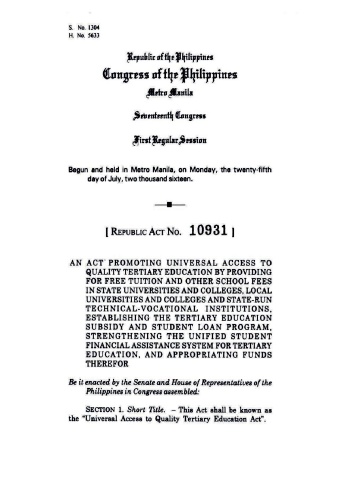 S. No. 1304
H. No. 5633
Republic of the Philippines
Congress of the Philippines
Metro Manila
Seventeenth Congress
First Regular Session
Begun and held in Metro Manila, on Monday, the twenty-fifth
day of July, two thousand sixteen.
[ REPUBLIC ACT NO. 10931 ]
AN ACT PROMOTING UNIVERSAL ACCESS TO
QUALITY TERTIARY EDUCATION BY PROVIDING
FOR FREE TUITION AND OTHER SCHOOL FEES
IN STATE UNIVERSITIES AND COLLEGES, LOCAL
UNIVERSITIES AND COLLEGES AND STATE-RUN
TECHNICAL-VOCATIONAL INSTITUTIONS,
ESTABLISHING THE TERTIARY EDUCATION
SUBSIDY AND STUDENT LOAN PROGRAM,
STRENGTHENING THE UNIFIED STUDENT
FINANCIAL ASSISTANCE SYSTEM FOR TERTIARY
EDUCATION, AND APPROPRIATING FUNDS
THEREFOR
Be it enacted by the Senate and House of Representatives of the
Philippines in Congress assembled:
SECTION 1. Short Title. – This Act shall be known as
the "Universal Access to Quality Tertiary Education Act".